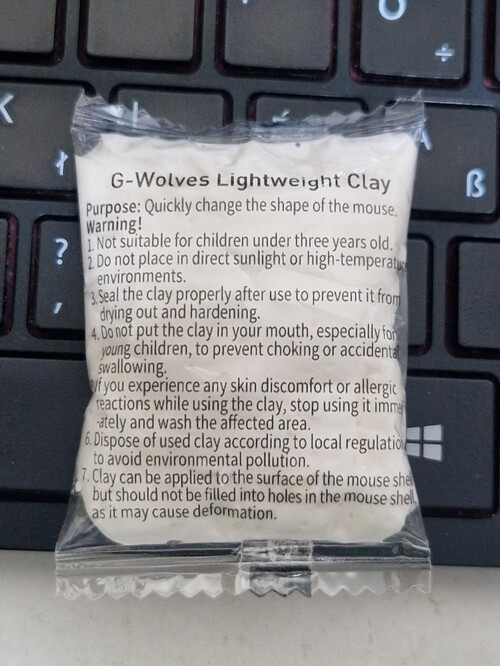 G-Wolves Lightweight Clay
Purpose: Quickly change the shape of the mouse.
Warning!
1. Not suitable for children under three years old.
2. Do not place in direct sunlight or high-temperature
environments.
3. Seal the clay properly after use to prevent it from
drying out and hardening.
4. Do not put the clay in your mouth, especially for
young children, to prevent choking or accidental
swallowing.
5. If you experience any skin discomfort or allergic
reactions while using the clay, stop using it immedi
-ately and wash the affected area.
6. Dispose of used clay according to local regulation
to avoid environmental pollution.
7. Clay can be applied to the surface of the mouse shell
but should not be filled into holes in the mouse shell,
as it may cause deformation.
O
÷
K
ł
ß
?
,